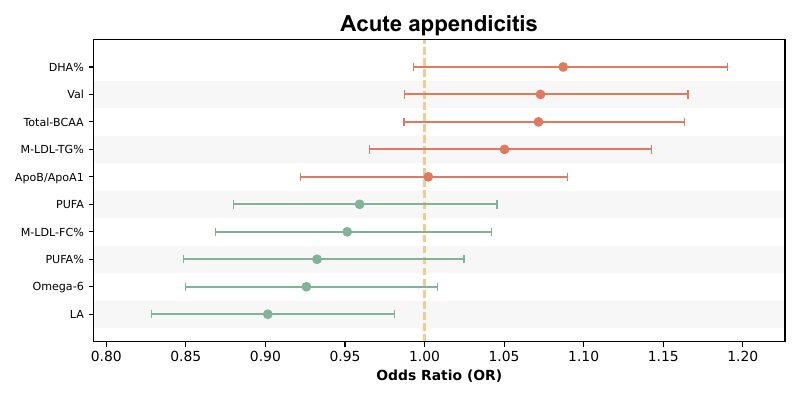 Acute appendicitis
DHA%
Val
Total-BCAA
M-LDL-TG%
ApoB/ApoA1
PUFA
M-LDL-FC%
PUFA%
Omega-6
LA
0.80 0.85 0.90 0.95 1.00 1.05 1.10 1.15 1.20
Odds Ratio (OR)